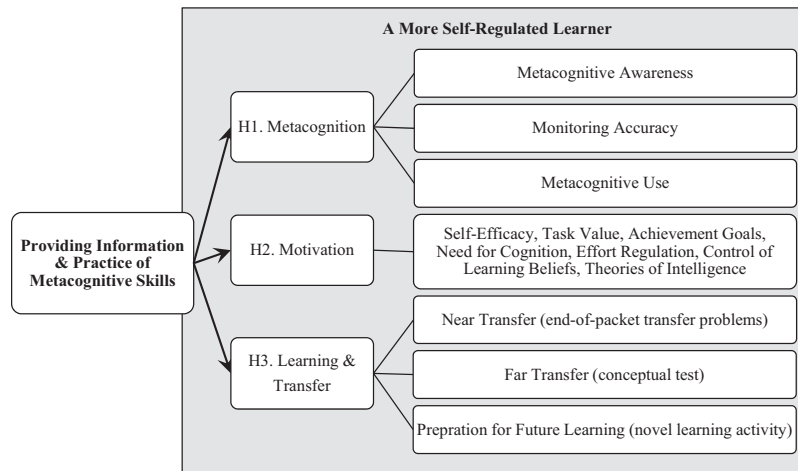 A More Self-Regulated Learner
Metacognitive Awareness
H1. Metacognition
Monitoring Accuracy
Metacognitive Use
Providing Information
& Practice of
Metacognitive Skills
H2. Motivation
Self-Efficacy, Task Value, Achievement Goals,
Need for Cognition, Effort Regulation, Control of
Learning Beliefs, Theories of Intelligence
Near Transfer (end-of-packet transfer problems)
H3. Learning &
Transfer
Far Transfer (conceptual test)
Prepration for Future Learning (novel learning activity)